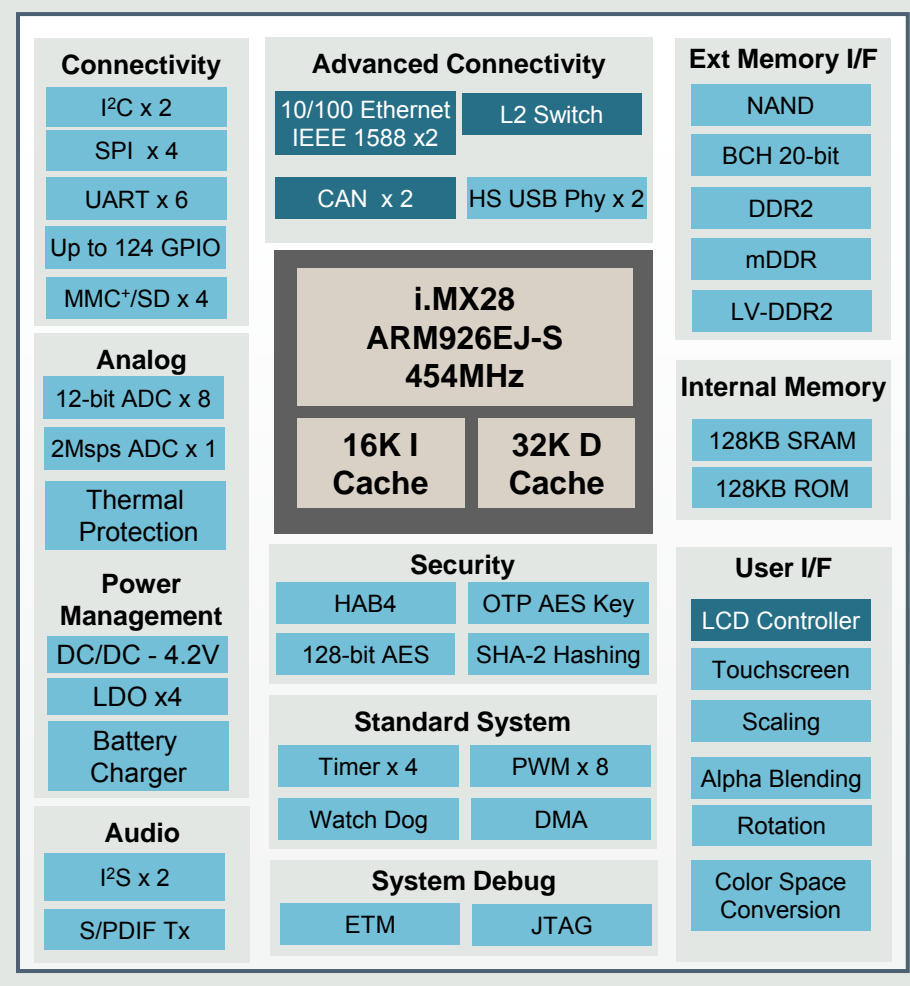 Connectivity
I²C x 2
SPI x 4
UART x 6
Up to 124 GPIO
MMC⁺/SD x 4
Analog
12-bit ADC x 8
2Msps ADC x 1
Thermal
Protection
Power
Management
DC/DC - 4.2V
LDO x4
Battery
Charger
Audio
I²S x 2
S/PDIF Tx
Advanced Connectivity
10/100 Ethernet
IEEE 1588 x2
L2 Switch
CAN x 2
HS USB Phy x 2
i.MX28
ARM926EJ-S
454MHz
16K I
Cache
32K D
Cache
Security
HAB4
OTP AES Key
128-bit AES
SHA-2 Hashing
Standard System
Timer x 4
PWM x 8
Watch Dog
DMA
System Debug
ETM
JTAG
Ext Memory I/F
NAND
BCH 20-bit
DDR2
mDDR
LV-DDR2
Internal Memory
128KB SRAM
128KB ROM
User I/F
LCD Controller
Touchscreen
Scaling
Alpha Blending
Rotation
Color Space
Conversion